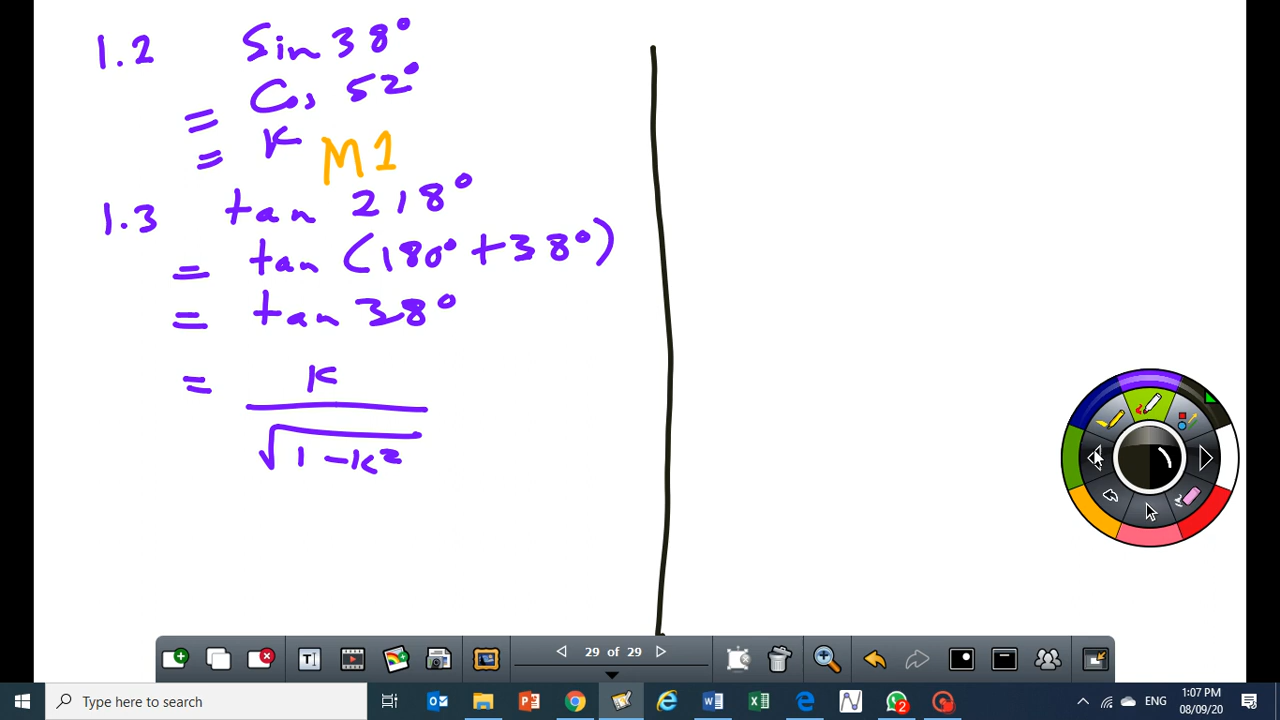 1.2 Sin 38°
= Cos 52°
= K M1
1.3 tan 218°
= tan (180° + 38°)
= tan 38°
= K
√1 - K²
29 of 29
Type here to search
2
ENG
1:07 PM
08/09/20